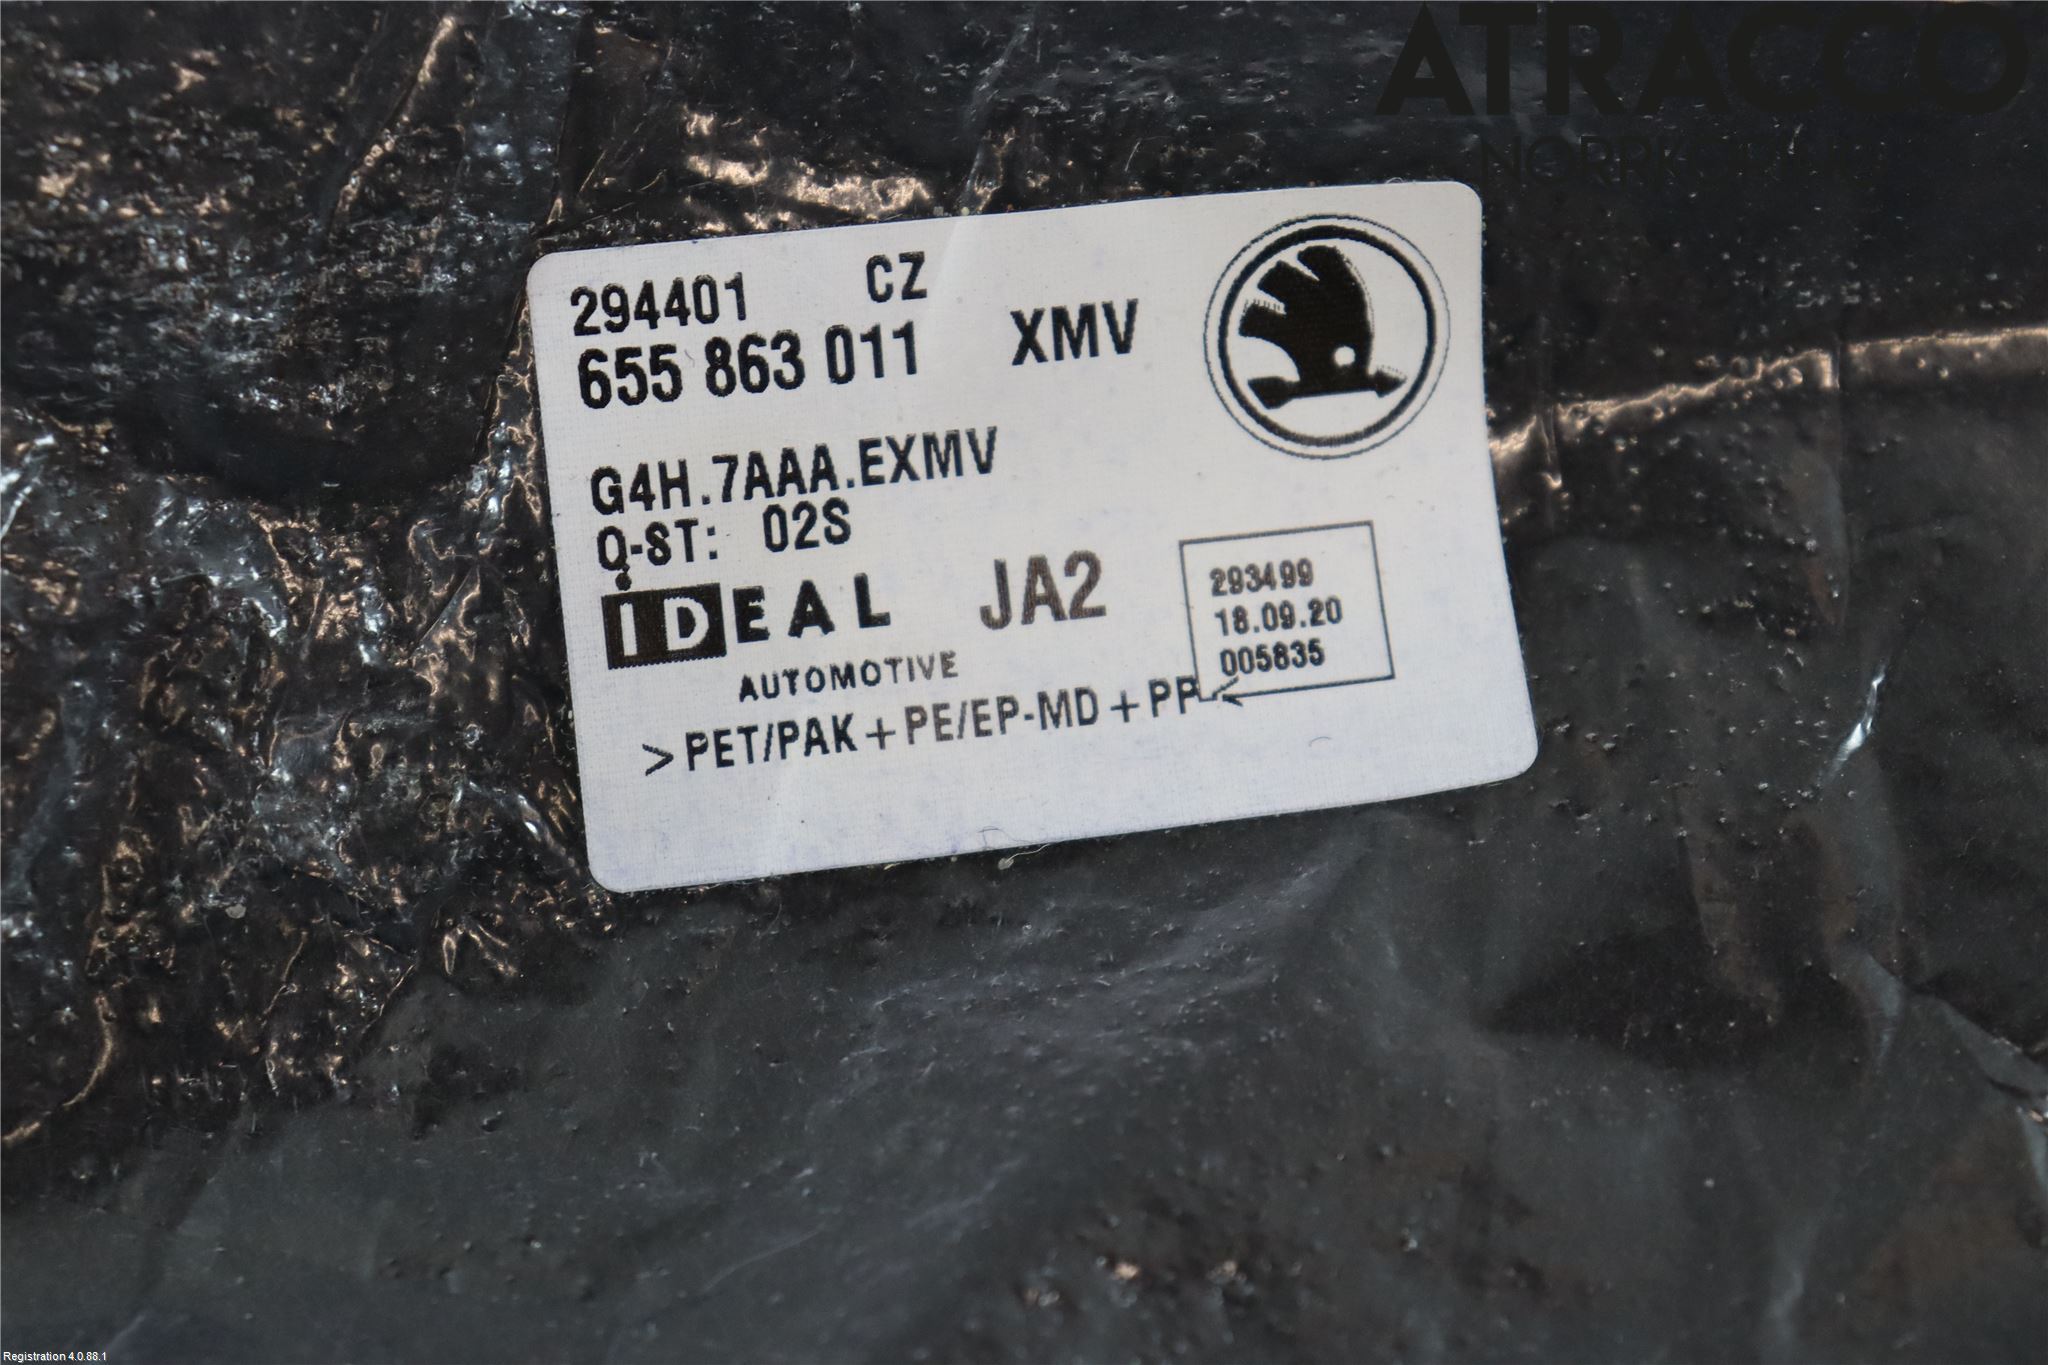 ATRACCO
NORRKÖPING
294401 CZ
655 863 011 XMV
G4H.7AAA.EXMV
Q-ST: 02S
iDEAL JA2
AUTOMOTIVE
293499
18.09.20
005835
>PET/PAK+PE/EP-MD+PP<
Registration 4.0.88.1